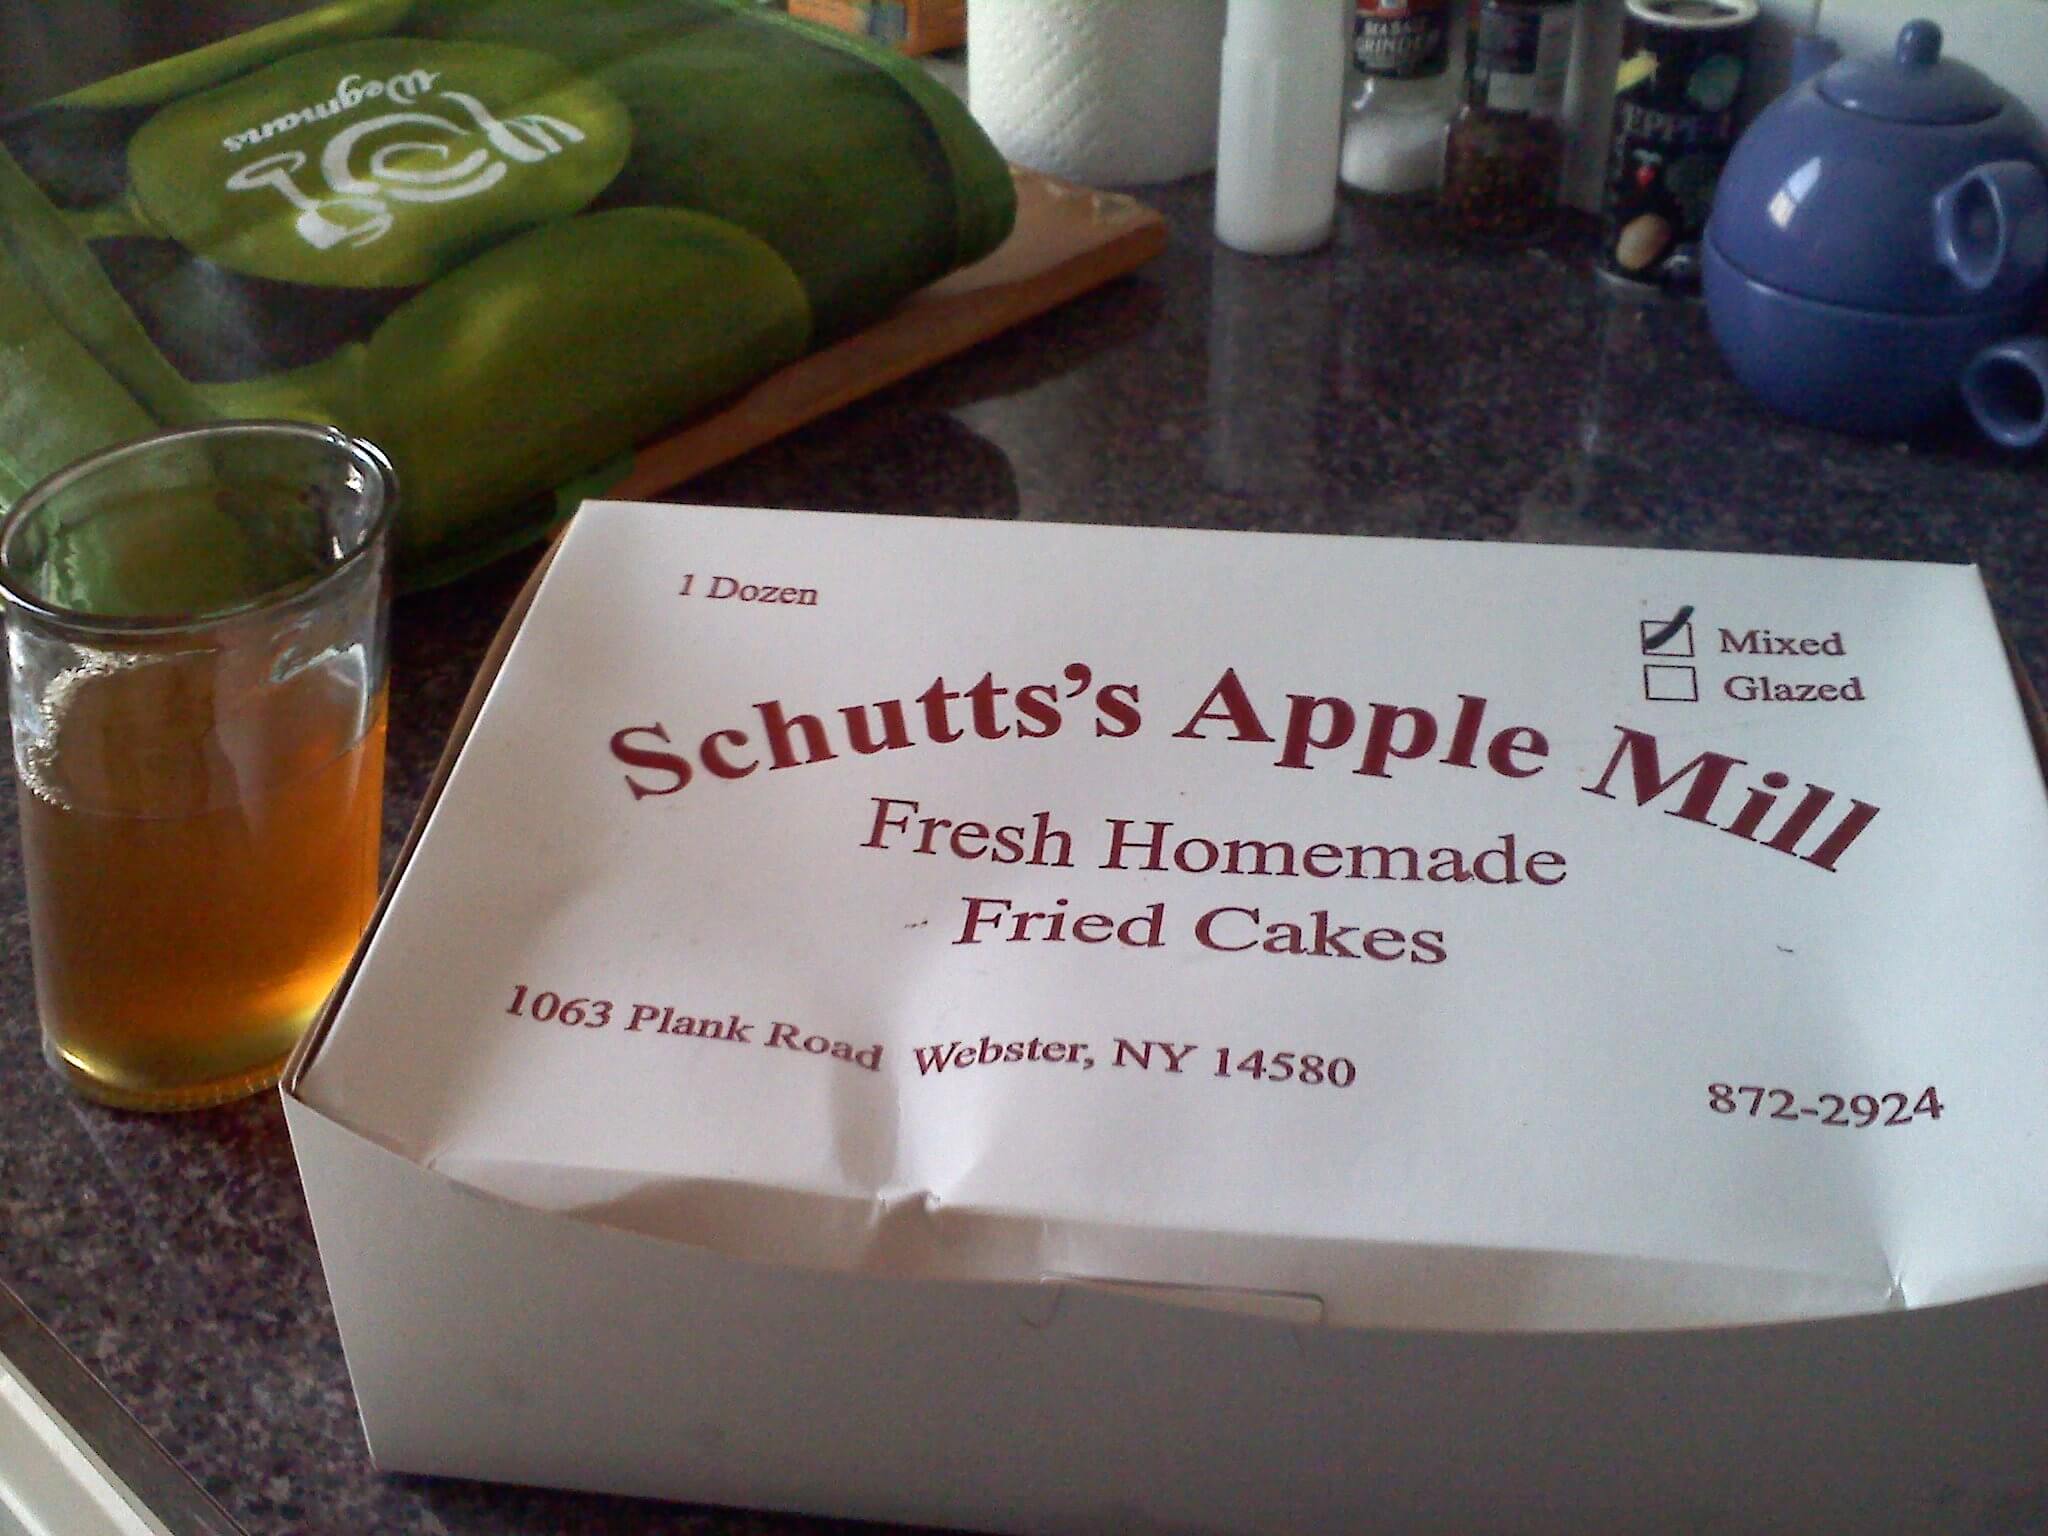 Wegmans
GRINDER
1 Dozen
Mixed
Glazed
Schutts's Apple Mill
Fresh Homemade
Fried Cakes
1063 Plank Road Webster, NY 14580
872-2924